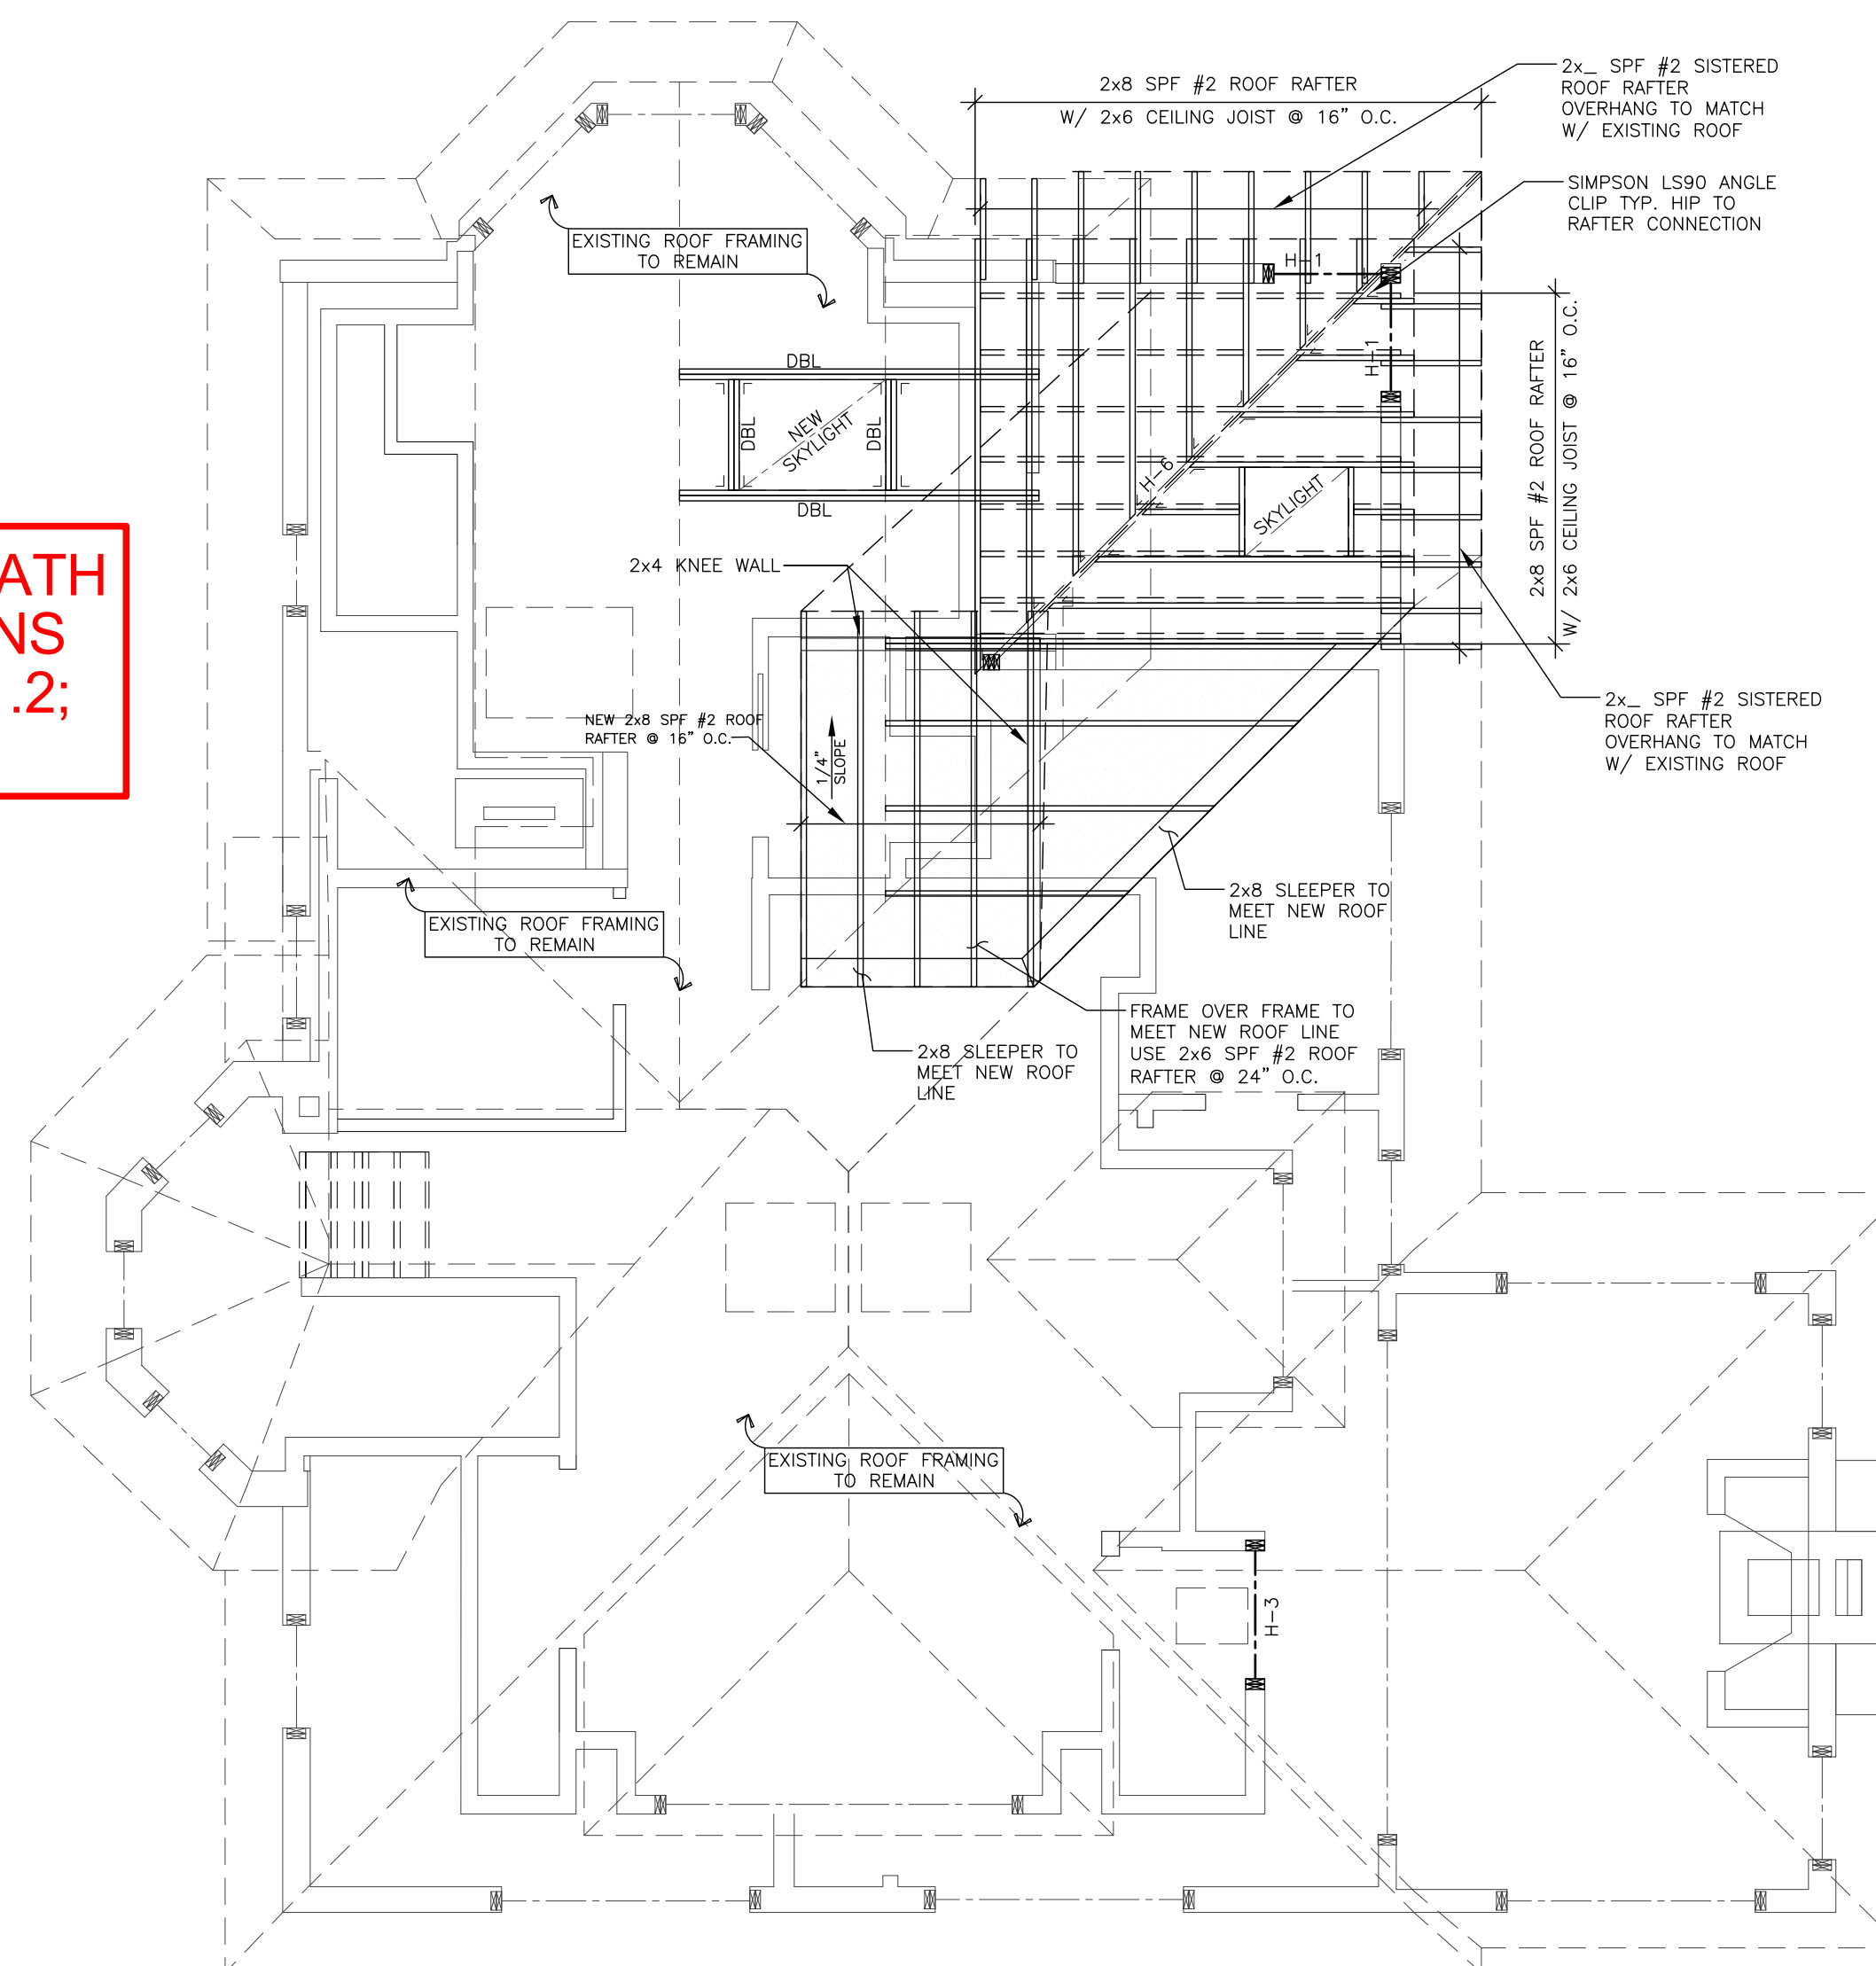 2x8 SPF #2 ROOF RAFTER
W/ 2x6 CEILING JOIST @ 16" O.C.
2x_ SPF #2 SISTERED
ROOF RAFTER
OVERHANG TO MATCH
W/ EXISTING ROOF
SIMPSON LS90 ANGLE
CLIP TYP. HIP TO
RAFTER CONNECTION
EXISTING ROOF FRAMING
TO REMAIN
H-1
H-1
2x8 SPF #2 ROOF RAFTER
W/ 2x6 CEILING JOIST @ 16" O.C.
DBL
DBL
NEW
SKYLIGHT
DBL
DBL
H-6
SKYLIGHT
2x4 KNEE WALL
ATH
NS
.2;
NEW 2x8 SPF #2 ROOF
RAFTER @ 16" O.C.
1/4"
SLOPE
2x_ SPF #2 SISTERED
ROOF RAFTER
OVERHANG TO MATCH
W/ EXISTING ROOF
2x8 SLEEPER TO
MEET NEW ROOF
LINE
EXISTING ROOF FRAMING
TO REMAIN
FRAME OVER FRAME TO
MEET NEW ROOF LINE
USE 2x6 SPF #2 ROOF
RAFTER @ 24" O.C.
2x8 SLEEPER TO
MEET NEW ROOF
LINE
EXISTING ROOF FRAMING
TO REMAIN
H-3